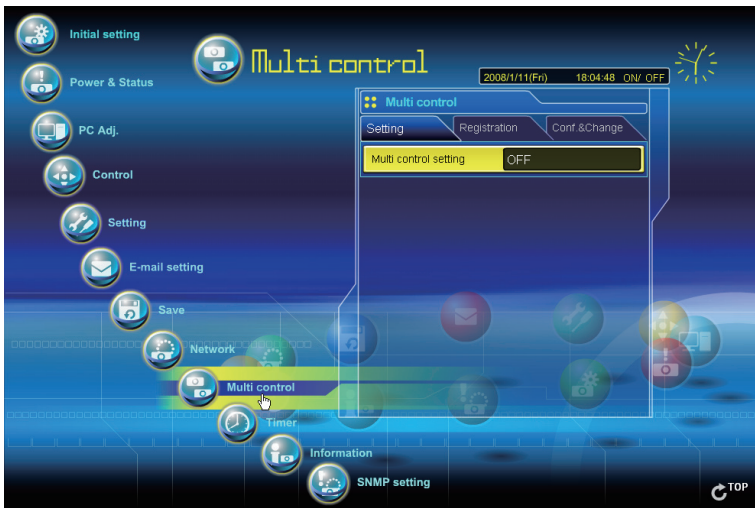 Initial setting
Power & Status
PC Adj.
Control
Setting
E-mail setting
Save
Network
Multi control
Timer
Information
SNMP setting
Multi control
2008/1/11(Fri) 18:04:48 ON/ OFF
Multi control
Setting Registration Conf.&Change
Multi control setting OFF
TOP